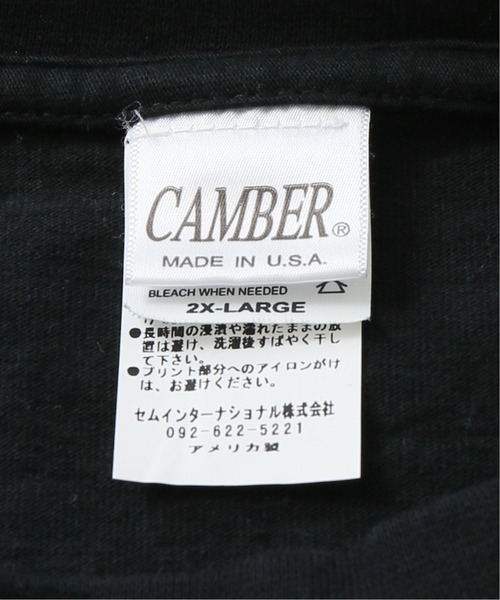 CAMBER®
MADE IN U.S.A.
BLEACH WHEN NEEDED
2X-LARGE
●長時間の浸漬や濡れたままの放
置は避け、洗濯後すばやく干し
て下さい。
●プリント部分へのアイロンがけ
は、お避けください。
セムインターナショナル株式会社
092-622-5221
アメリカ製